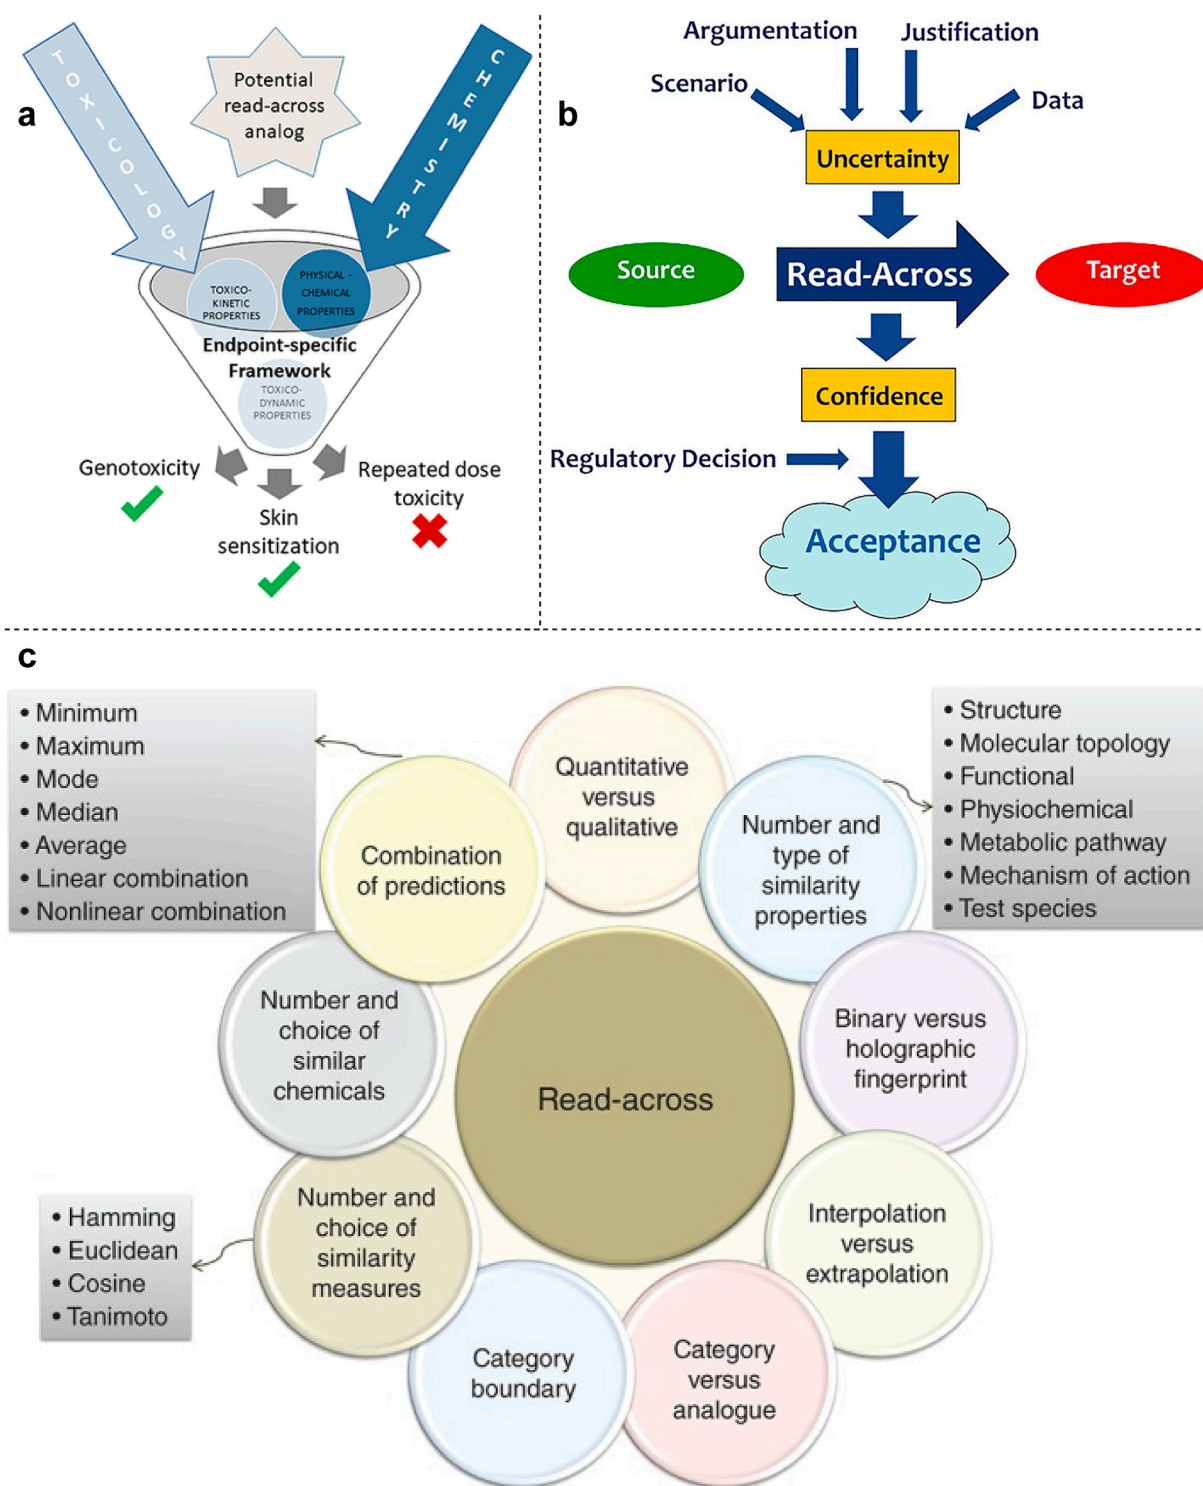 a
TOXICOLOGY
Potential
read-across
analog
CHEMISTRY
TOXICO-
KINETIC
PROPERTIES
PHYSICAL -
CHEMICAL
PROPERTIES
Endpoint-specific
Framework
TOXICO-
DYNAMIC
PROPERTIES
Genotoxicity
Skin
sensitization
Repeated dose
toxicity
b
Argumentation
Justification
Scenario
Data
Uncertainty
Source
Read-Across
Target
Confidence
Regulatory Decision
Acceptance
c
• Minimum
• Maximum
• Mode
• Median
• Average
• Linear combination
• Nonlinear combination
Combination
of predictions
Quantitative
versus
qualitative
Number and
type of
similarity
properties
• Structure
• Molecular topology
• Functional
• Physiochemical
• Metabolic pathway
• Mechanism of action
• Test species
Number and
choice of
similar
chemicals
Read-across
Binary versus
holographic
fingerprint
• Hamming
• Euclidean
• Cosine
• Tanimoto
Number and
choice of
similarity
measures
Interpolation
versus
extrapolation
Category
boundary
Category
versus
analogue